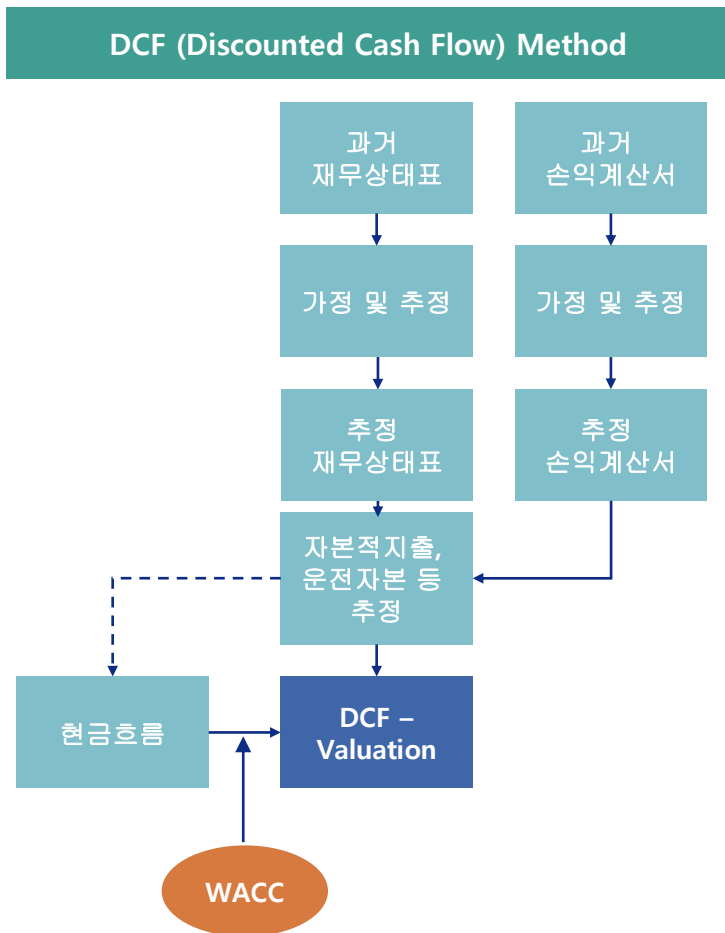 DCF (Discounted Cash Flow) Method
과거
재무상태표
과거
손익계산서
가정 및 추정
가정 및 추정
추정
재무상태표
추정
손익계산서
자본적지출,
운전자본 등
추정
현금흐름
DCF –
Valuation
WACC